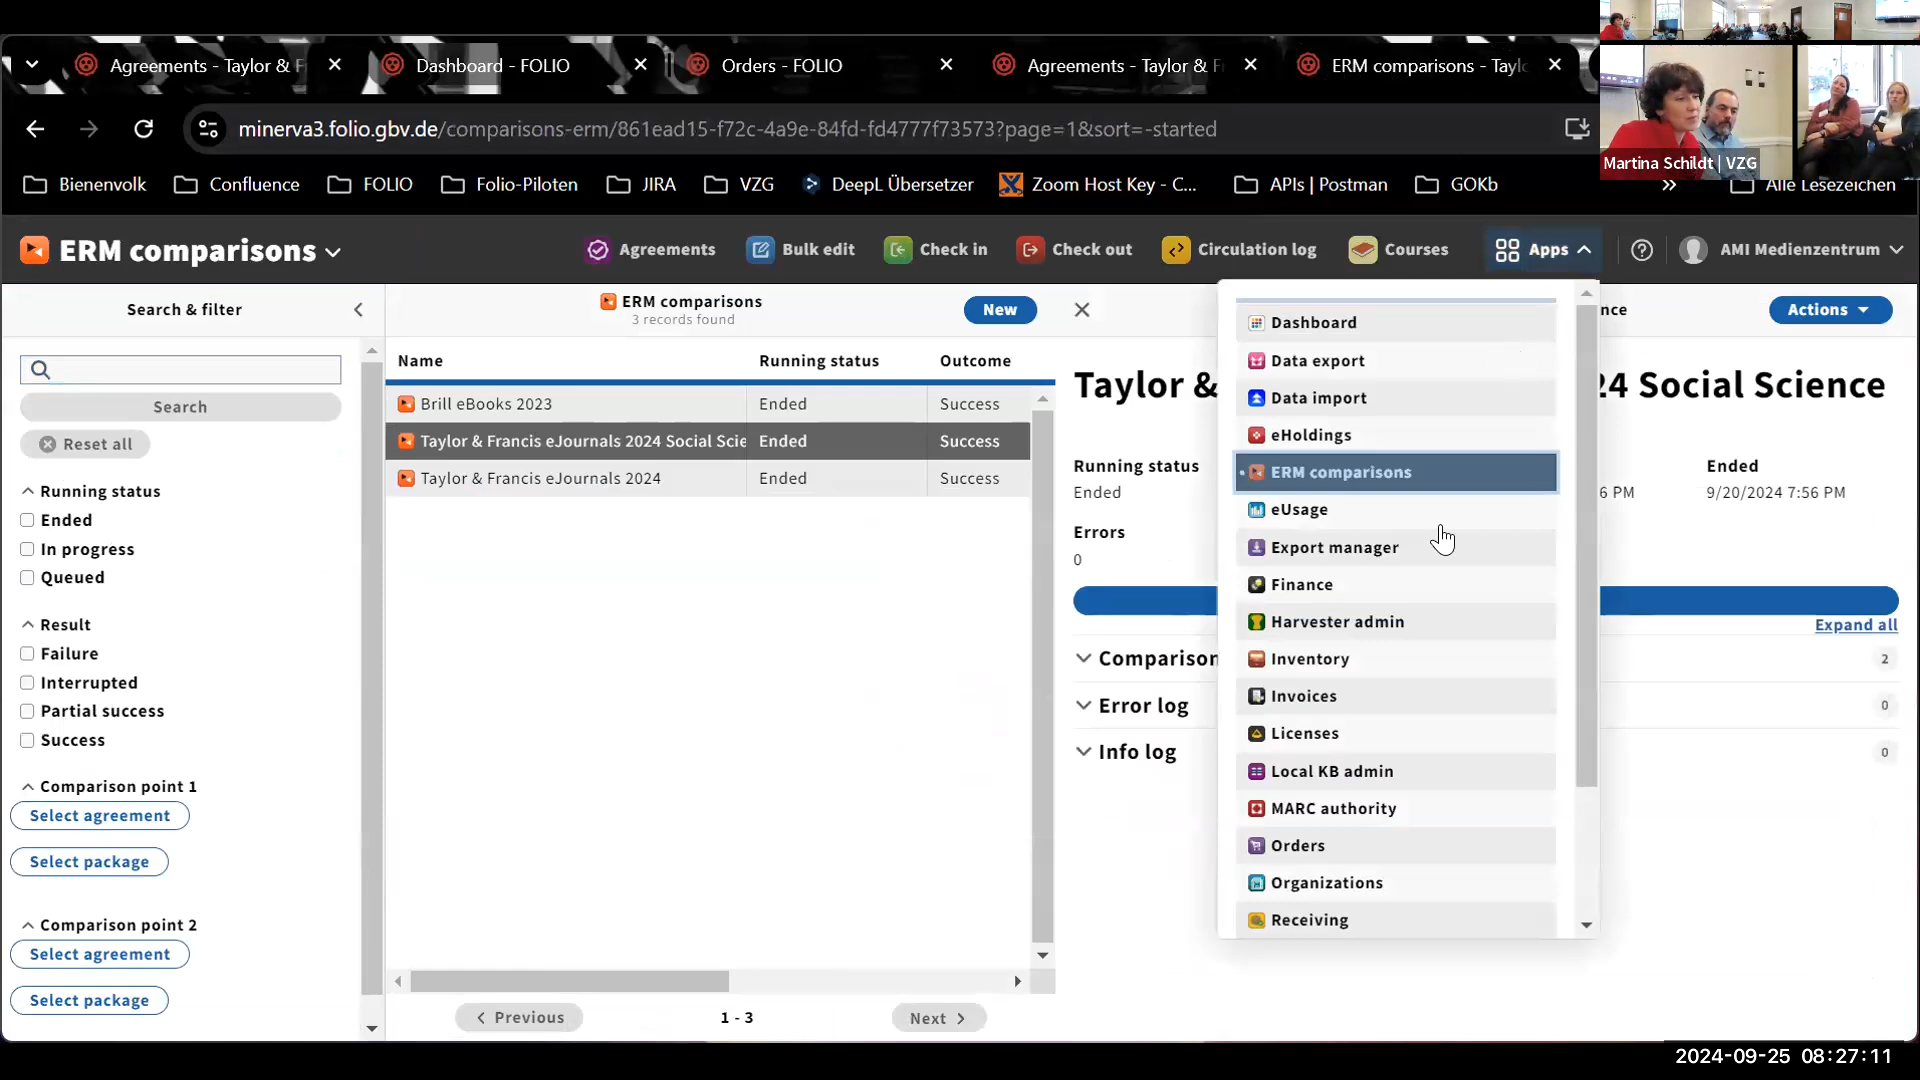 Agreements - Taylor & F
Dashboard - FOLIO
Orders - FOLIO
Agreements - Taylor & F
ERM comparisons - Taylo
minerva3.folio.gbv.de/comparisons-erm/861ead15-f72c-4a9e-84fd-fd4777f73573?page=1&sort=-started
Martina Schildt | VZG
Bienenvolk
Confluence
FOLIO
Folio-Piloten
JIRA
VZG
DeepL Übersetzer
Zoom Host Key - C...
APIs | Postman
GOKb
Alle Lesezeichen
ERM comparisons
Agreements
Bulk edit
Check in
Check out
Circulation log
Courses
Apps
AMI Medienzentrum
Search & filter
Search
Reset all
Running status
Ended
In progress
Queued
Result
Failure
Interrupted
Partial success
Success
Comparison point 1
Select agreement
Select package
Comparison point 2
Select agreement
Select package
ERM comparisons
3 records found
New
Name Running status Outcome
Brill eBooks 2023 Ended Success
Taylor & Francis eJournals 2024 Social Scie Ended Success
Taylor & Francis eJournals 2024 Ended Success
Previous 1 - 3 Next
Dashboard
Data export
Data import
eHoldings
ERM comparisons
eUsage
Export manager
Finance
Harvester admin
Inventory
Invoices
Licenses
Local KB admin
MARC authority
Orders
Organizations
Receiving
nce
Actions
Taylor & 24 Social Science
Running status
Ended
6 PM
Ended
9/20/2024 7:56 PM
Errors
0
Expand all
Comparison 2
Error log 0
Info log 0
2024-09-25 08:27:11